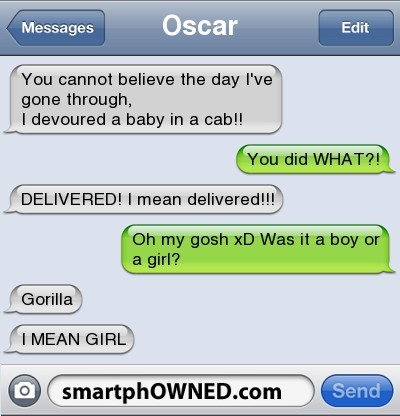 Messages Oscar Edit
You cannot believe the day I've
gone through,
I devoured a baby in a cab!!
You did WHAT?!
DELIVERED! I mean delivered!!!
Oh my gosh xD Was it a boy or
a girl?
Gorilla
I MEAN GIRL
smartphOWNED.com Send